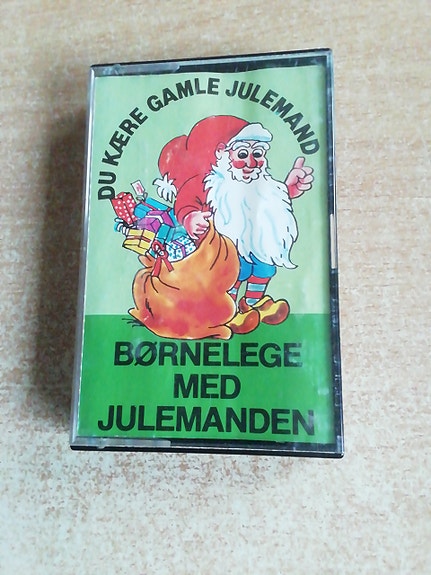 DU KÆRE GAMLE JULEMAND
BØRNELEGE
MED
JULEMANDEN